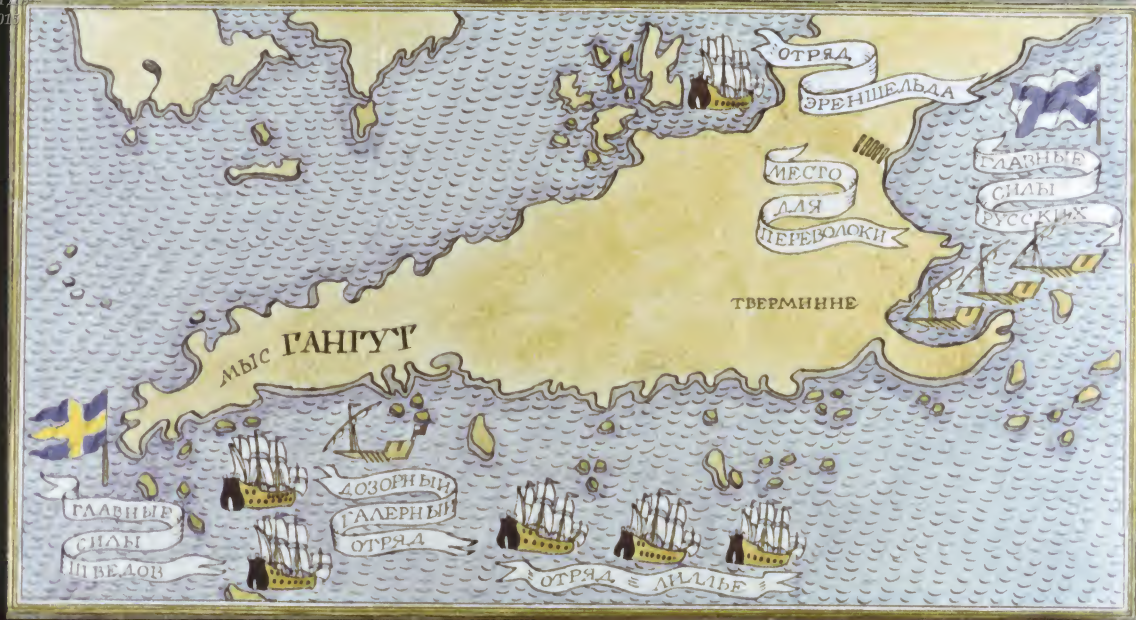 ОТРЯД
ЭРЕНШЕЛЬДА
ГЛАВНЫЕ
СИЛЫ
РУССКИХ
МЕСТО
ДЛЯ
ПЕРЕВОЛОКИ
ТВЕРМИННЕ
МЫС ГАНГУТ
ДОЗОРНЫЙ
ГАЛЕРНЫЙ
ОТРЯД
ГЛАВНЫЕ
СИЛЫ
ШВЕДОВ
ОТРЯД ЛИЛЛЬЕ